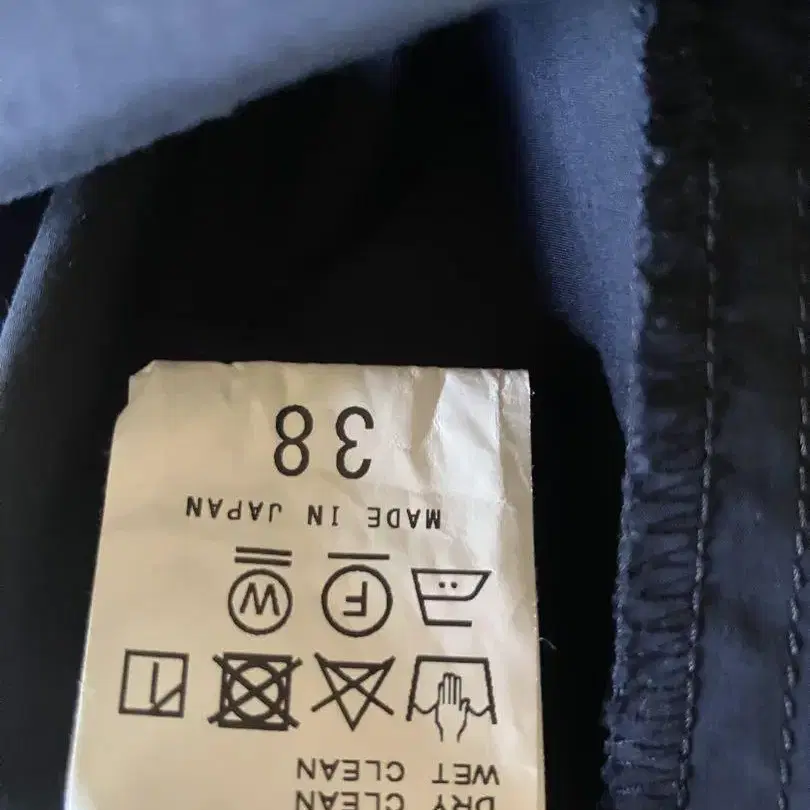 DRY CLEAN
WET CLEAN
F W
MADE IN JAPAN
38